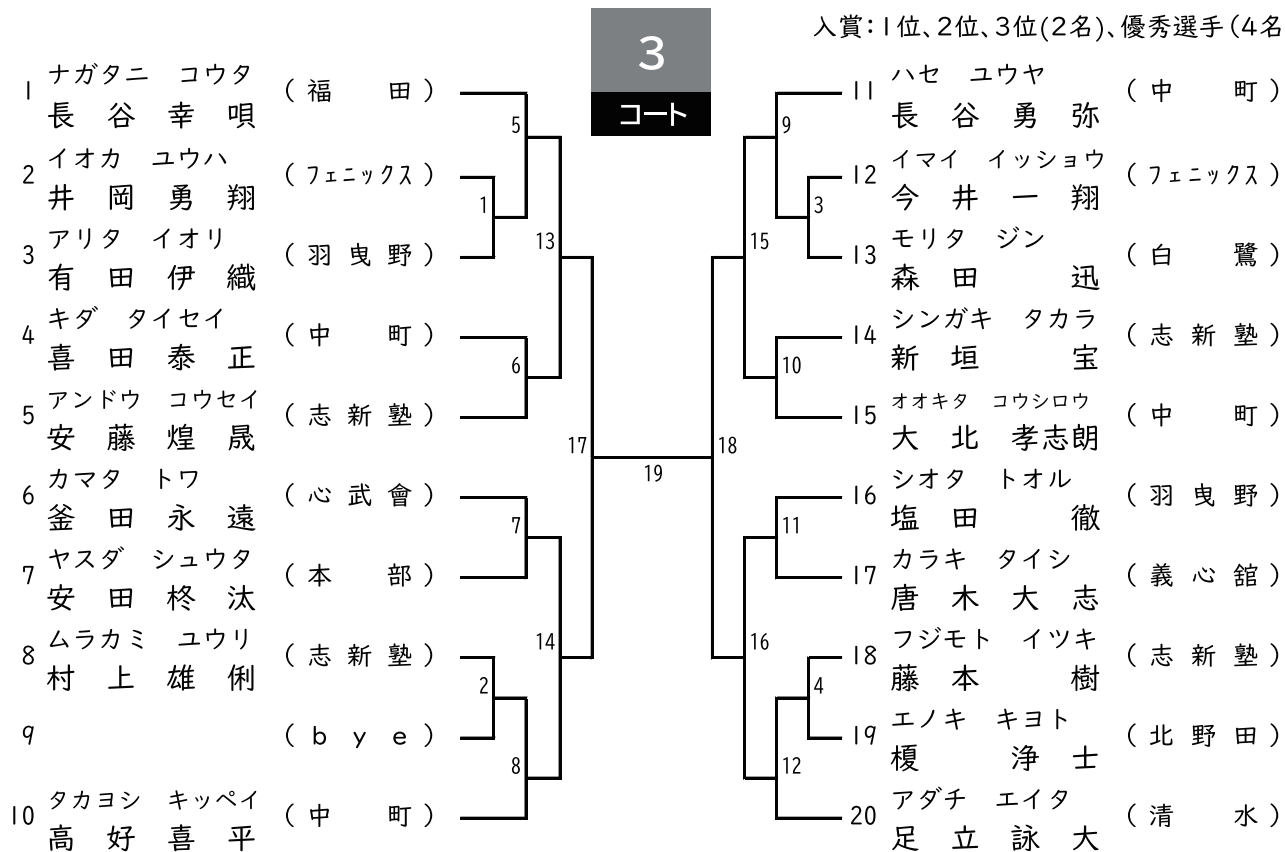 入賞：1位、2位、3位(2名)、優秀選手（4名
3
コート
1 ナガタニ コウタ
長谷幸唄 （福田）
2 イオカ ユウハ
井岡勇翔 （フェニックス）
3 アリタ イオリ
有田伊織 （羽曳野）
4 キダ タイセイ
喜田泰正 （中町）
5 アンドウ コウセイ
安藤煌晟 （志新塾）
6 カマタ トワ
釜田永遠 （心武會）
7 ヤスダ シュウタ
安田柊汰 （本部）
8 ムラカミ ユウリ
村上雄俐 （志新塾）
9 （bye）
10 タカヨシ キッペイ
高好喜平 （中町）
5
1
13
6
17
7
14
2
8
19
9
3
15
10
18
11
16
4
12
11 ハセ ユウヤ
長谷勇弥 （中町）
12 イマイ イッショウ
今井一翔 （フェニックス）
13 モリタ ジン
森田迅 （白鷺）
14 シンガキ タカラ
新垣宝 （志新塾）
15 オオキタ コウシロウ
大北孝志朗 （中町）
16 シオタ トオル
塩田徹 （羽曳野）
17 カラキ タイシ
唐木大志 （義心舘）
18 フジモト イツキ
藤本樹 （志新塾）
19 エノキ キヨト
榎浄士 （北野田）
20 アダチ エイタ
足立詠大 （清水）